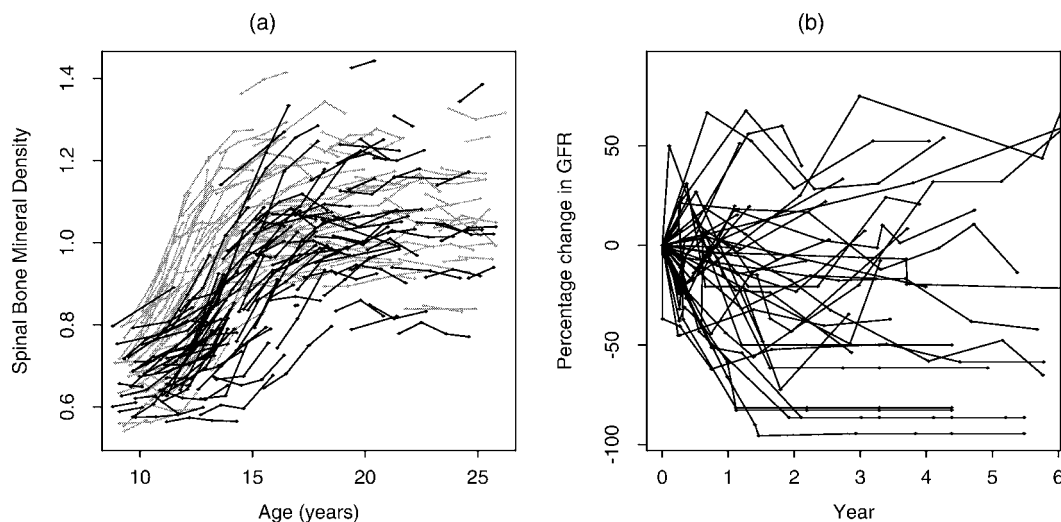 (a)
(b)
Spinal Bone Mineral Density
1.4
1.2
1.0
0.8
0.6
10 15 20 25
Age (years)
Percentage change in GFR
50
0
-50
-100
0 1 2 3 4 5 6
Year